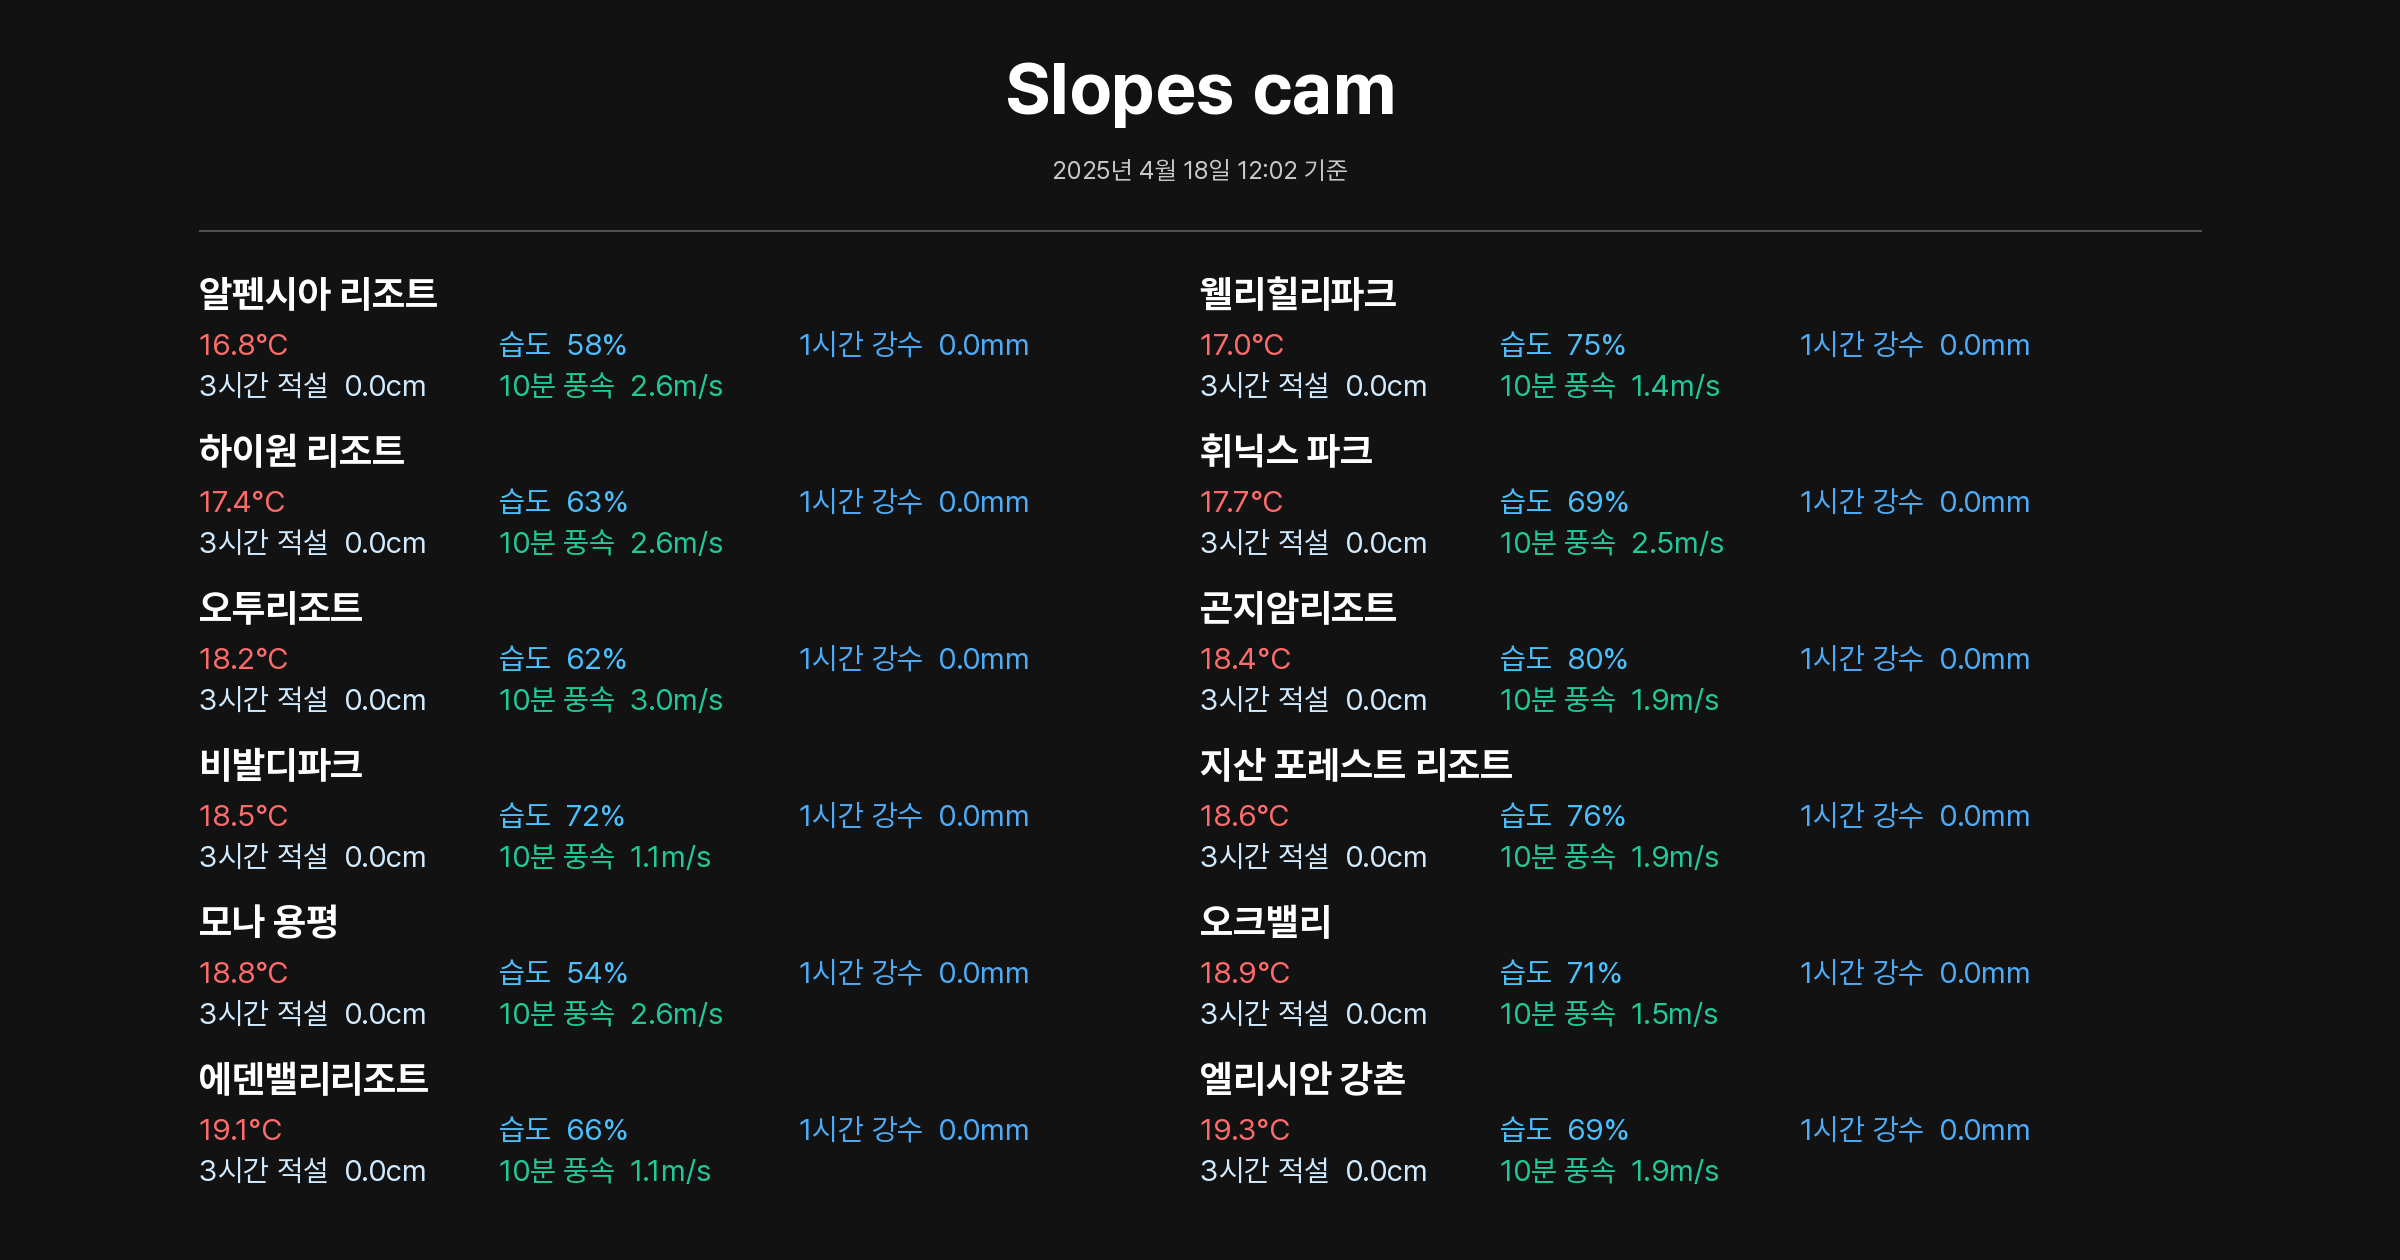 Slopes cam
2025년 4월 18일 12:02 기준
알펜시아 리조트
16.8°C 습도 58% 1시간 강수 0.0mm
3시간 적설 0.0cm 10분 풍속 2.6m/s
웰리힐리파크
17.0°C 습도 75% 1시간 강수 0.0mm
3시간 적설 0.0cm 10분 풍속 1.4m/s
하이원 리조트
17.4°C 습도 63% 1시간 강수 0.0mm
3시간 적설 0.0cm 10분 풍속 2.6m/s
휘닉스 파크
17.7°C 습도 69% 1시간 강수 0.0mm
3시간 적설 0.0cm 10분 풍속 2.5m/s
오투리조트
18.2°C 습도 62% 1시간 강수 0.0mm
3시간 적설 0.0cm 10분 풍속 3.0m/s
곤지암리조트
18.4°C 습도 80% 1시간 강수 0.0mm
3시간 적설 0.0cm 10분 풍속 1.9m/s
비발디파크
18.5°C 습도 72% 1시간 강수 0.0mm
3시간 적설 0.0cm 10분 풍속 1.1m/s
지산 포레스트 리조트
18.6°C 습도 76% 1시간 강수 0.0mm
3시간 적설 0.0cm 10분 풍속 1.9m/s
모나 용평
18.8°C 습도 54% 1시간 강수 0.0mm
3시간 적설 0.0cm 10분 풍속 2.6m/s
오크밸리
18.9°C 습도 71% 1시간 강수 0.0mm
3시간 적설 0.0cm 10분 풍속 1.5m/s
에덴밸리리조트
19.1°C 습도 66% 1시간 강수 0.0mm
3시간 적설 0.0cm 10분 풍속 1.1m/s
엘리시안 강촌
19.3°C 습도 69% 1시간 강수 0.0mm
3시간 적설 0.0cm 10분 풍속 1.9m/s